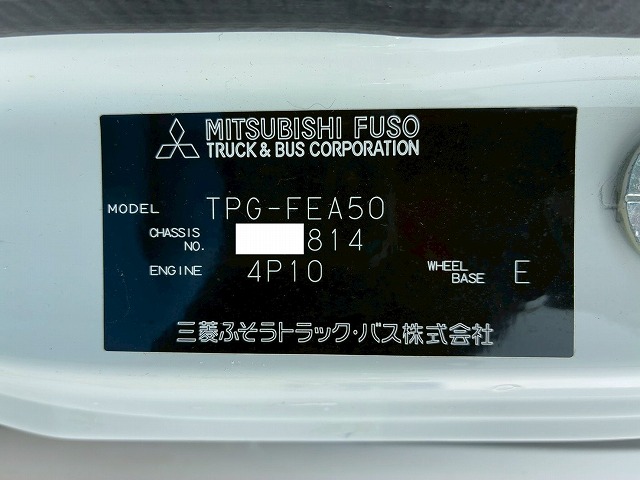 MITSUBISHI FUSO
TRUCK & BUS CORPORATION
MODEL TPG-FEA50
CHASSIS NO. 814
ENGINE 4P10 WHEEL BASE E
三菱ふそうトラック・バス株式会社